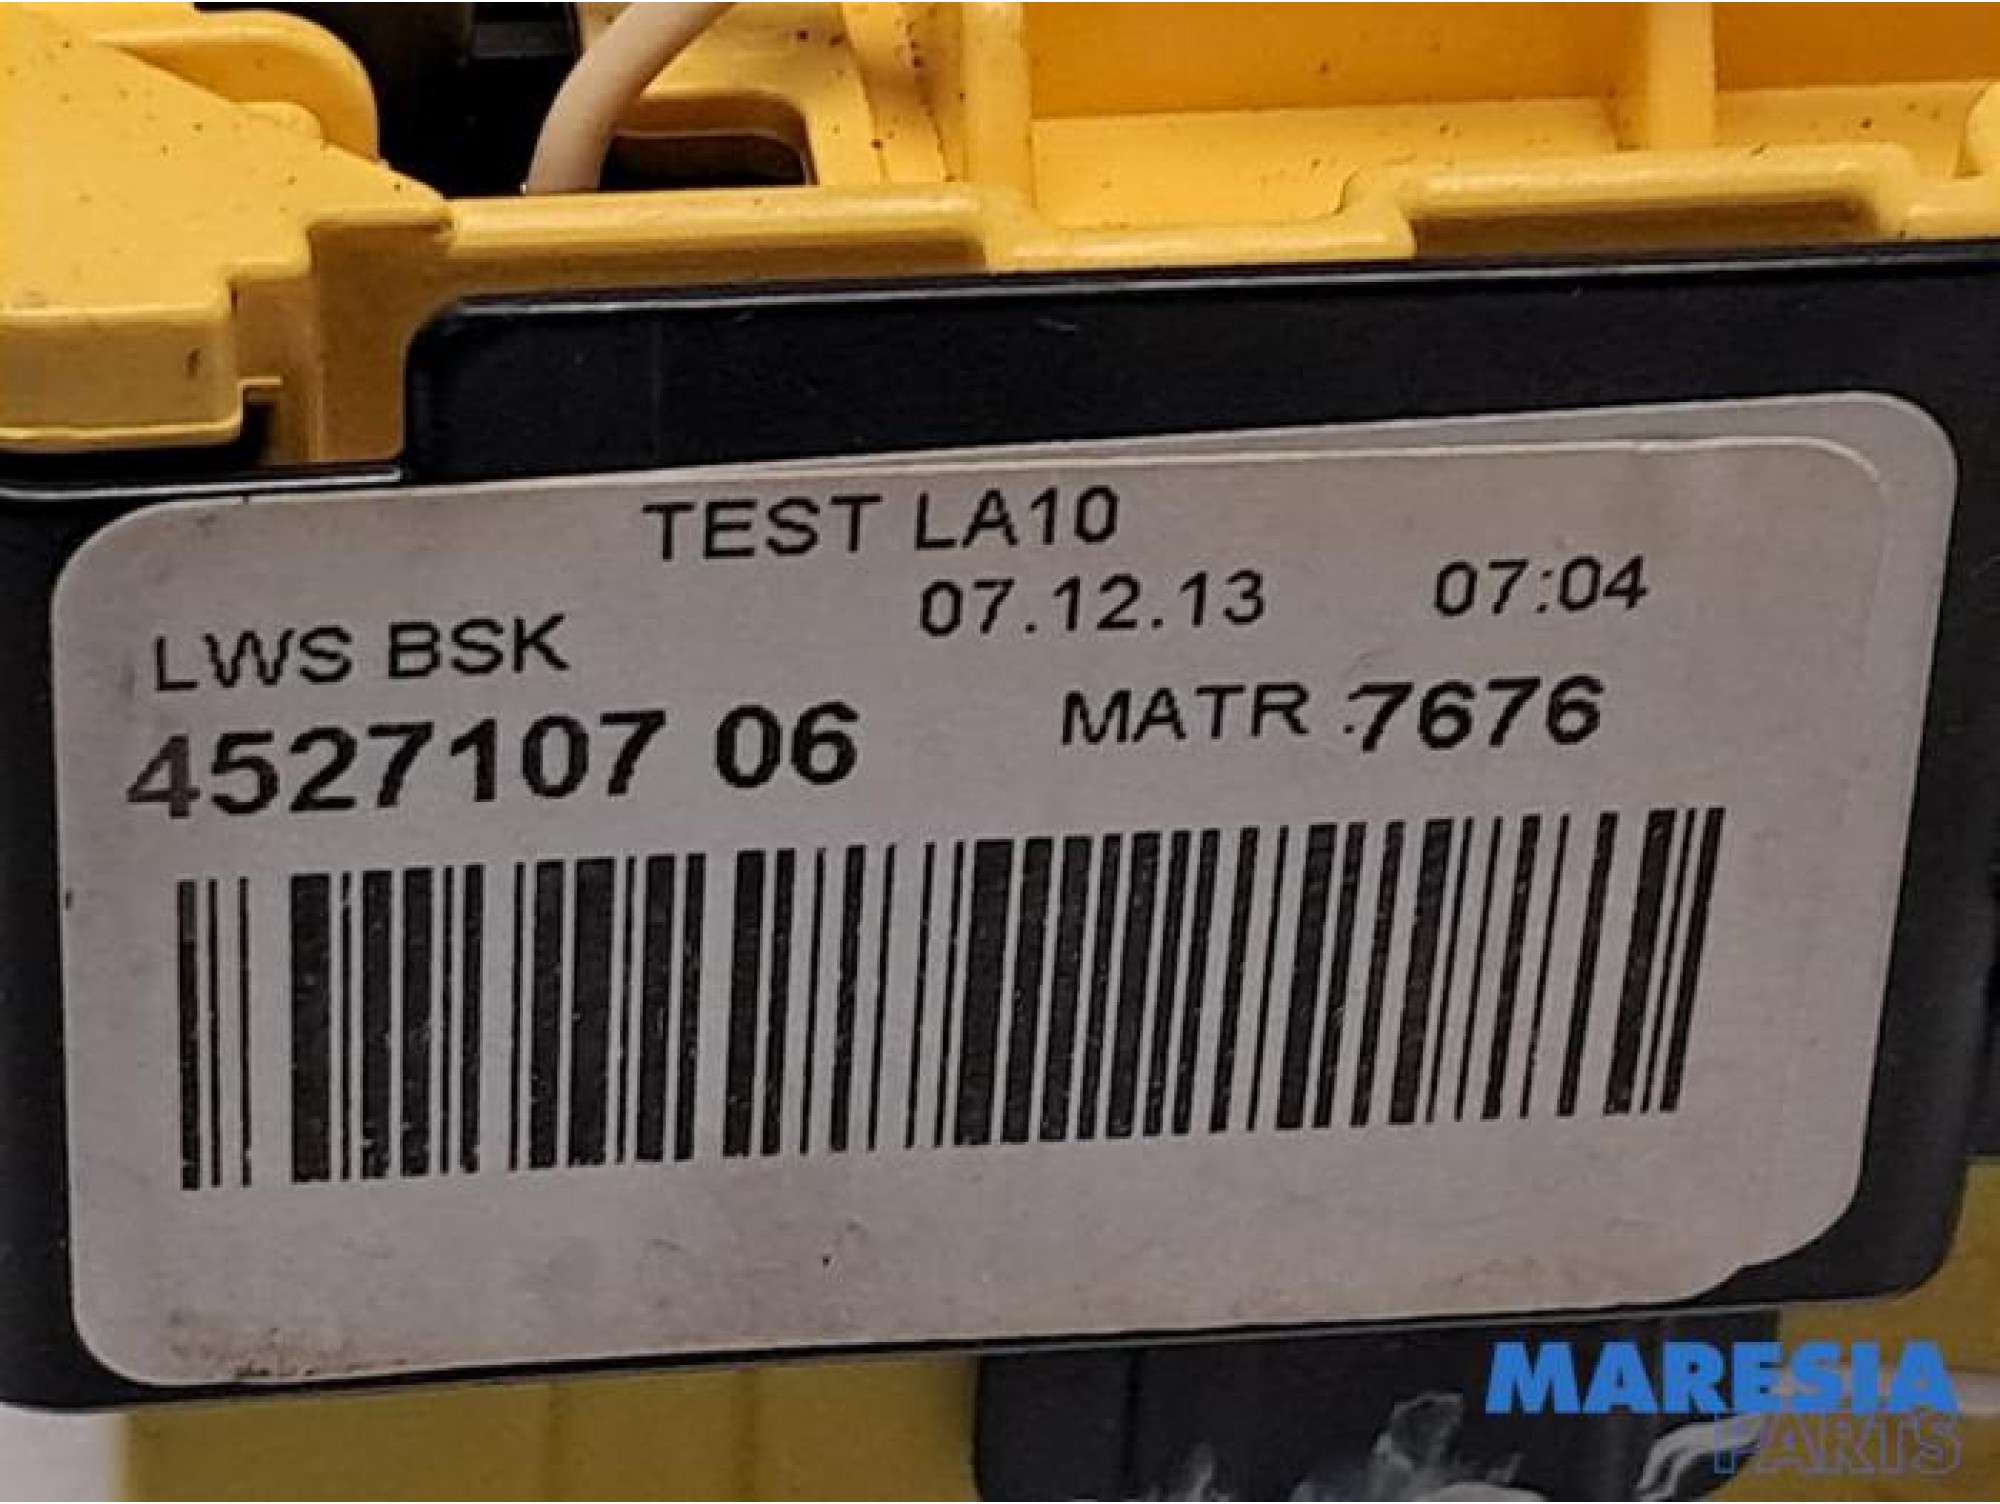 TEST LA10
07.12.13 07:04
LWS BSK
4527107 06 MATR.7676
MARESIA
PARTS